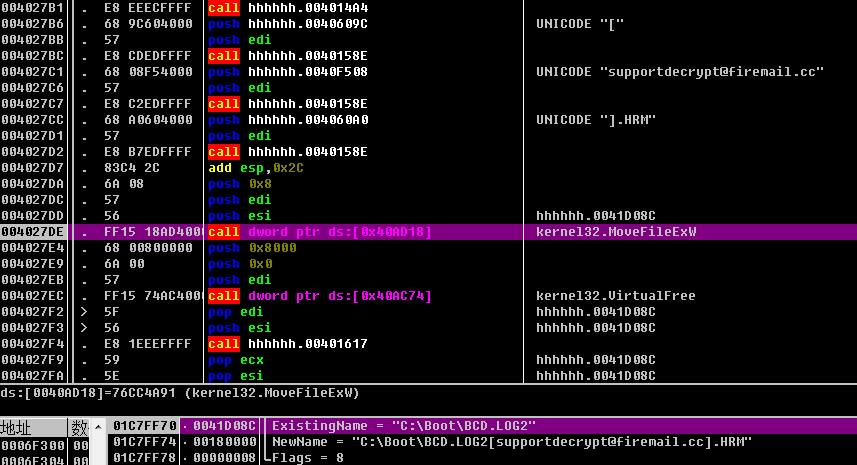 004027B1 . E8 EEECFFFF call hhhhhh.004014A4
004027B6 . 68 9C604000 push hhhhhh.0040609C UNICODE "["
004027BB . 57 push edi
004027BC . E8 CDEDFFFF call hhhhhh.0040158E
004027C1 . 68 08F54000 push hhhhhh.0040F508 UNICODE "supportdecrypt@firemail.cc"
004027C6 . 57 push edi
004027C7 . E8 C2EDFFFF call hhhhhh.0040158E
004027CC . 68 A0604000 push hhhhhh.004060A0 UNICODE "].HRM"
004027D1 . 57 push edi
004027D2 . E8 B7EDFFFF call hhhhhh.0040158E
004027D7 . 83C4 2C add esp,0x2C
004027DA . 6A 08 push 0x8
004027DC . 57 push edi
004027DD . 56 push esi hhhhhh.0041D08C
004027DE . FF15 18AD4000 call dword ptr ds:[0x40AD18] kernel32.MoveFileExW
004027E4 . 68 00800000 push 0x8000
004027E9 . 6A 00 push 0x0
004027EB . 57 push edi
004027EC . FF15 74AC4000 call dword ptr ds:[0x40AC74] kernel32.VirtualFree
004027F2 > 5F pop edi hhhhhh.0041D08C
004027F3 > 56 push esi hhhhhh.0041D08C
004027F4 . E8 1EEEFFFF call hhhhhh.00401617
004027F9 . 59 pop ecx hhhhhh.0041D08C
004027FA . 5E pop esi hhhhhh.0041D08C
ds:[0040AD18]=76CC4A91 (kernel32.MoveFileExW)
地址 数
0006F300 00
0006F304 00
01C7FF70 0041D08C ExistingName = "C:\Boot\BCD.LOG2"
01C7FF74 00180000 NewName = "C:\Boot\BCD.LOG2[supportdecrypt@firemail.cc].HRM"
01C7FF78 00000008 Flags = 8